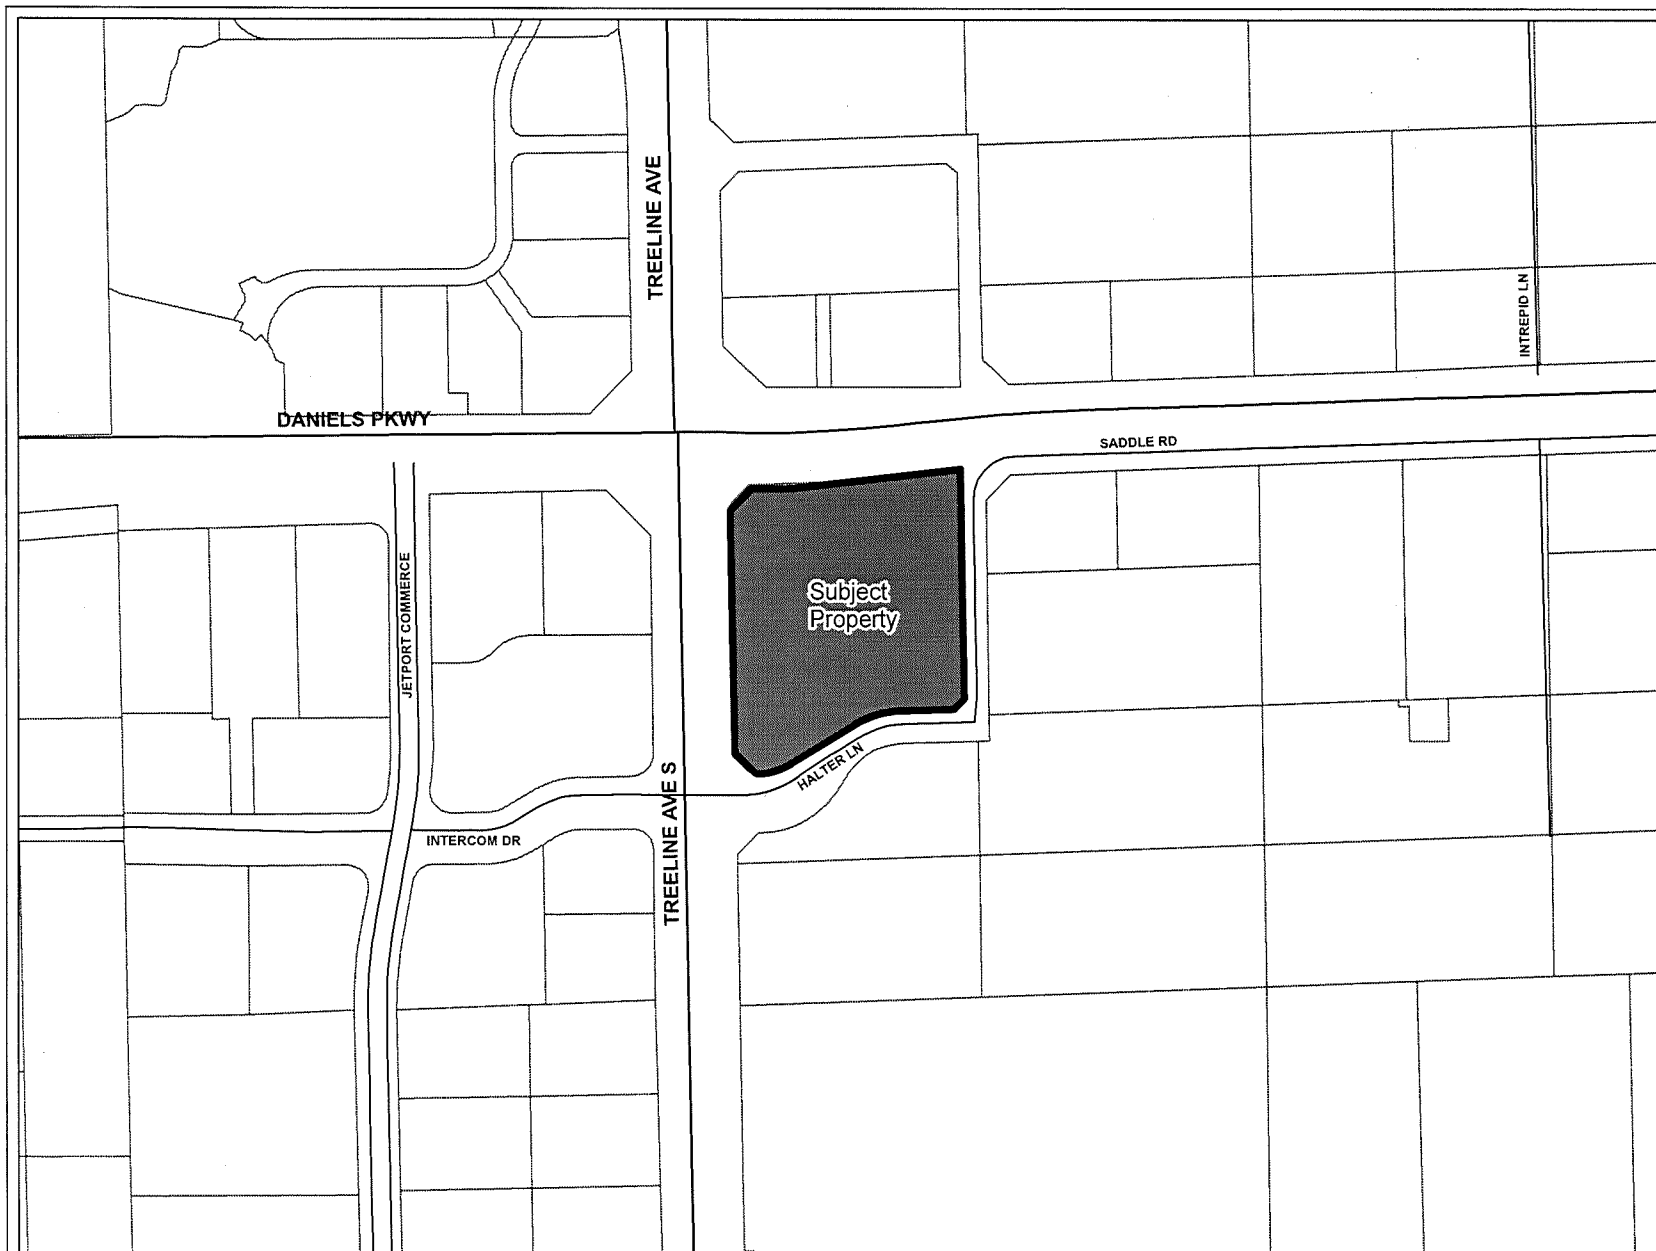 TREELINE AVE
INTREPID LN
DANIELS PKWY
SADDLE RD
JETPORT COMMERCE
Subject
Property
HALTER LN
TREELINE AVE S
INTERCOM DR